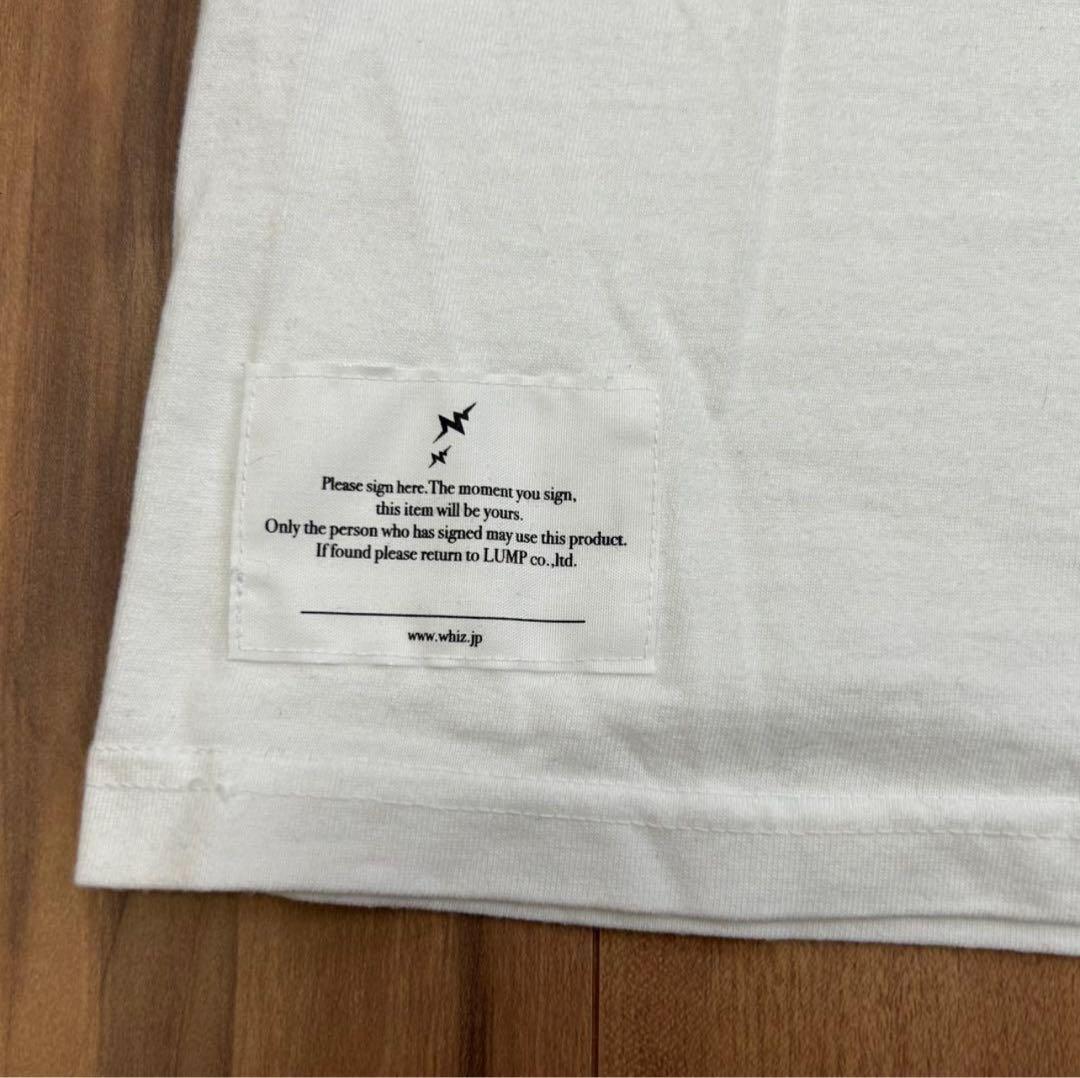 Please sign here.The moment you sign,
this item will be yours.
Only the person who has signed may use this product.
If found please return to LUMP co.,ltd.
www.whiz.jp